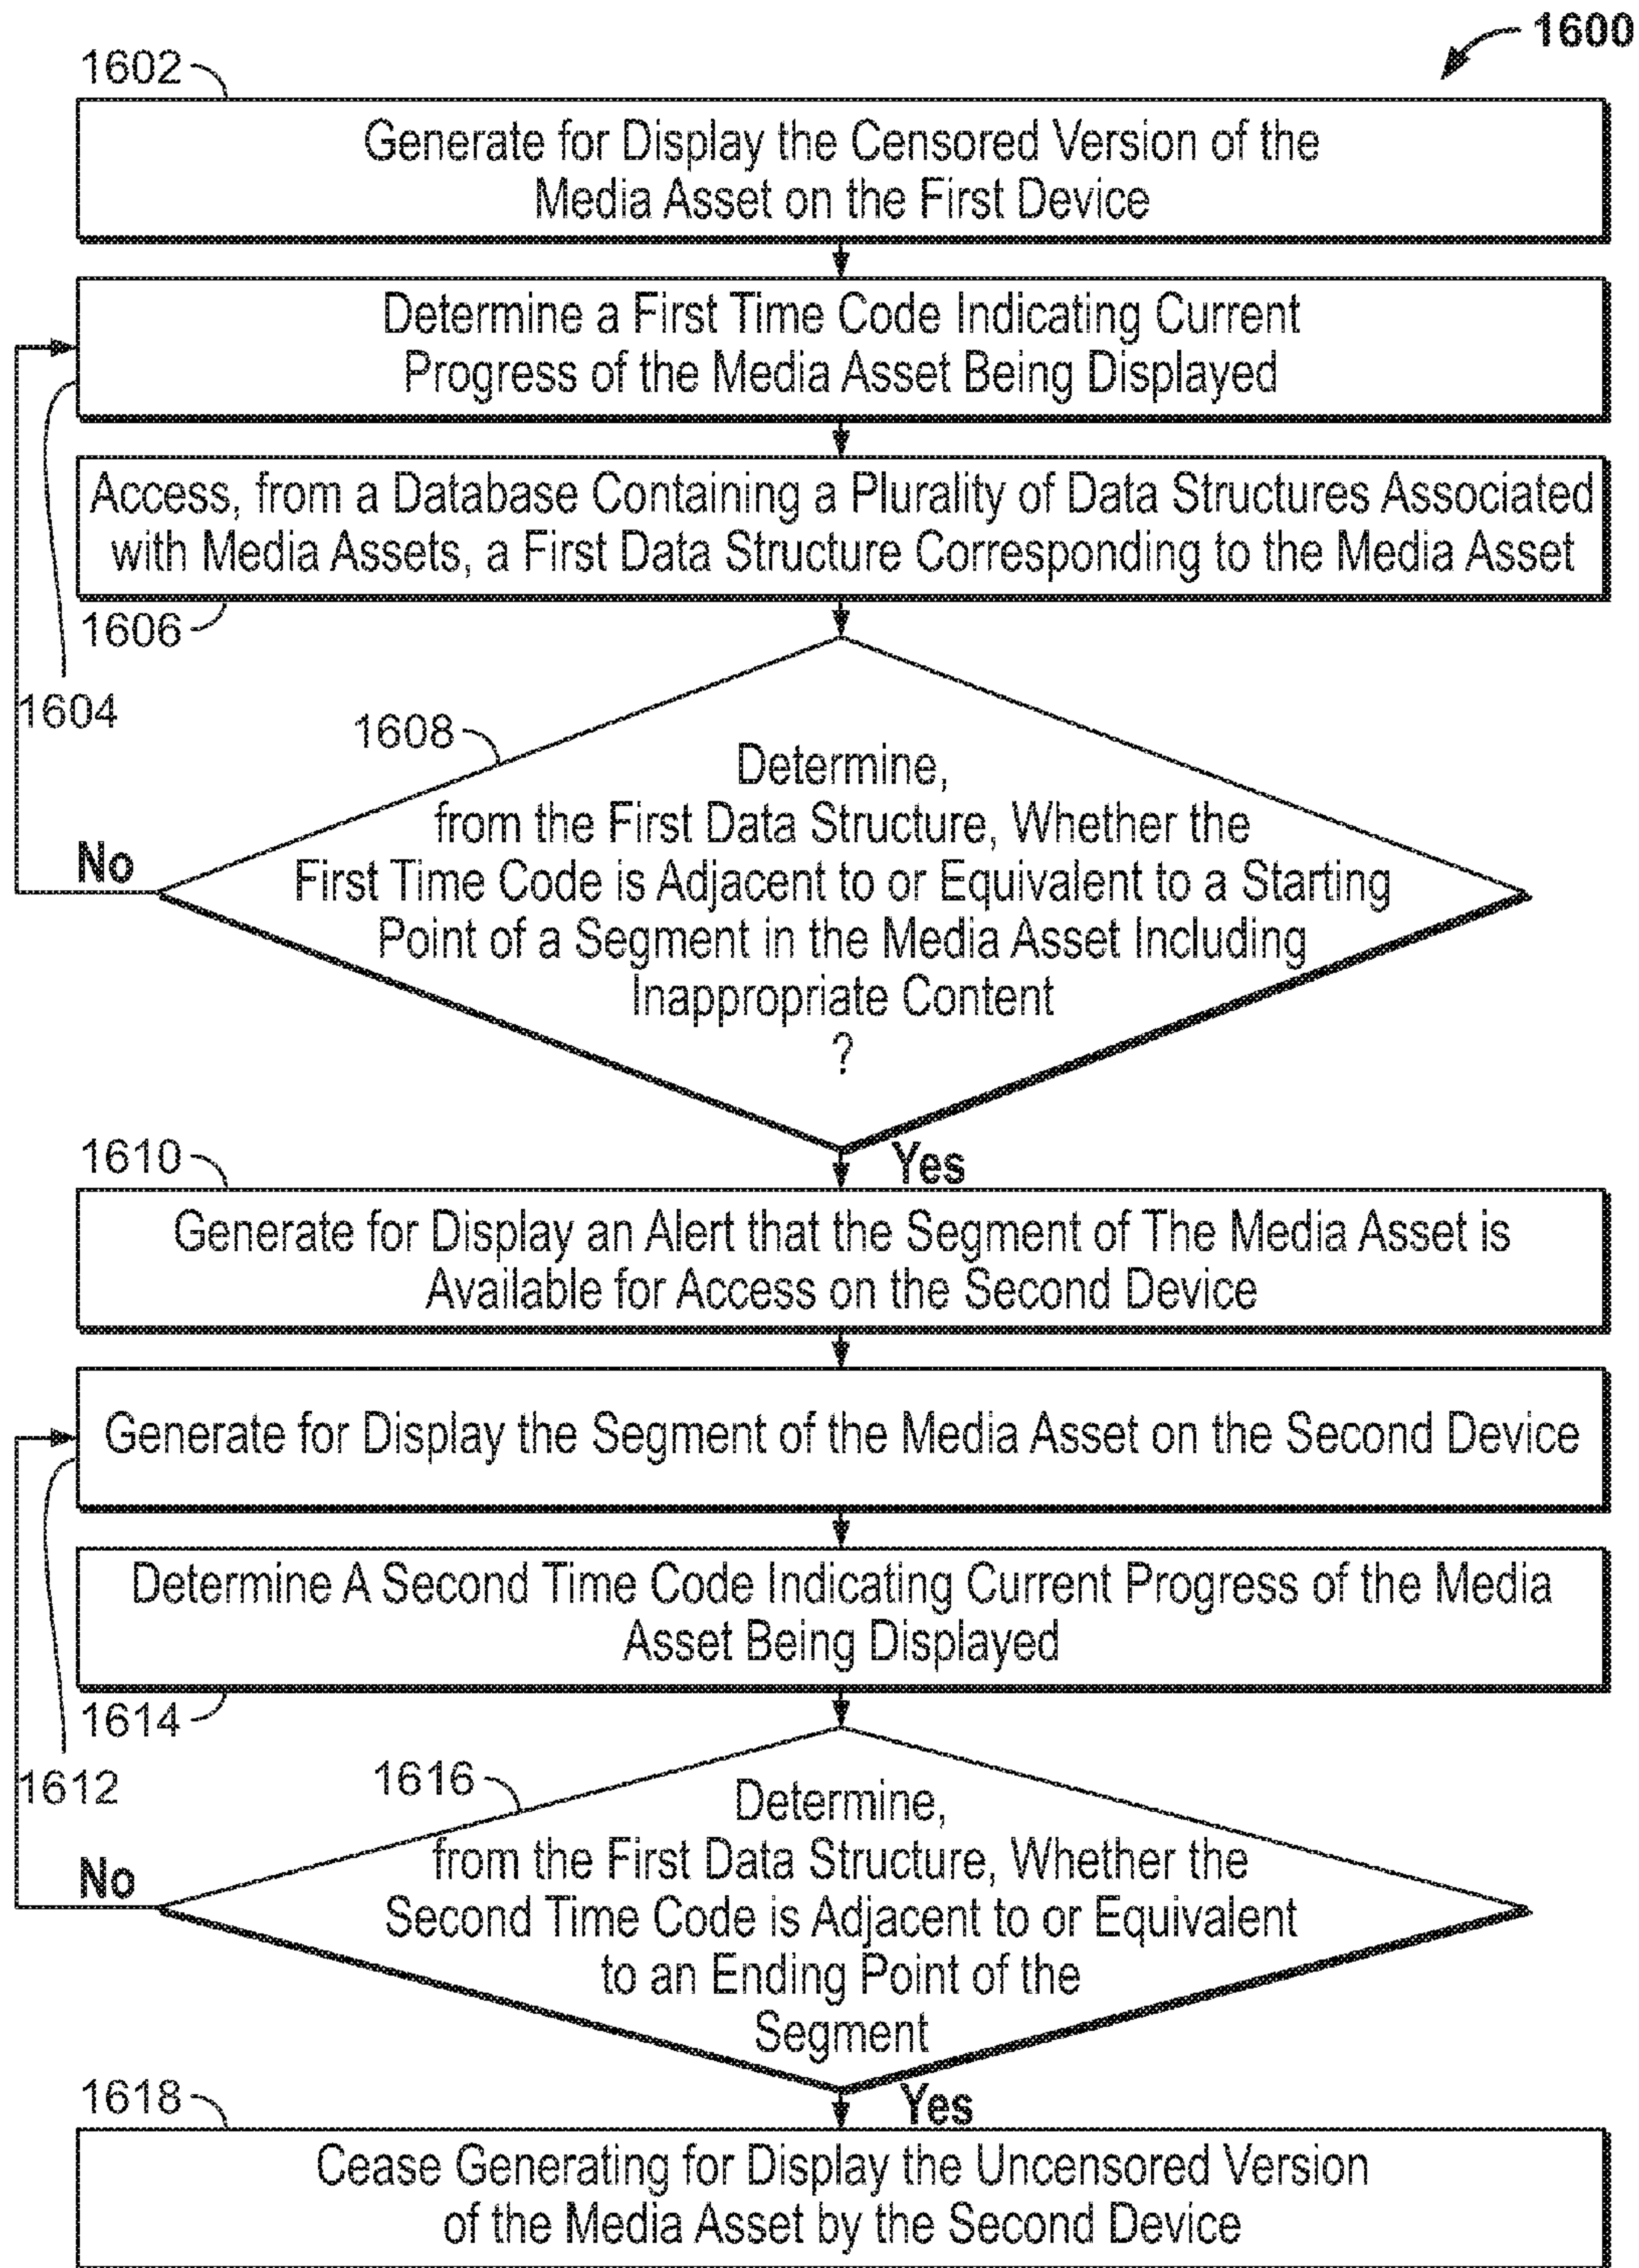 1600
1602
Generate for Display the Censored Version of the
Media Asset on the First Device
Determine a First Time Code Indicating Current
Progress of the Media Asset Being Displayed
Access, from a Database Containing a Plurality of Data Structures Associated
with Media Assets, a First Data Structure Corresponding to the Media Asset
1606
1604
1608
Determine,
from the First Data Structure, Whether the
No
First Time Code is Adjacent to or Equivalent to a Starting
Point of a Segment in the Media Asset Including
Inappropriate Content
?
Yes
1610
Generate for Display an Alert that the Segment of The Media Asset is
Available for Access on the Second Device
Generate for Display the Segment of the Media Asset on the Second Device
Determine A Second Time Code Indicating Current Progress of the Media
Asset Being Displayed
1614
1612
1616
Determine,
from the First Data Structure, Whether the
No
Second Time Code is Adjacent to or Equivalent
to an Ending Point of the
Segment
Yes
1618
Cease Generating for Display the Uncensored Version
of the Media Asset by the Second Device